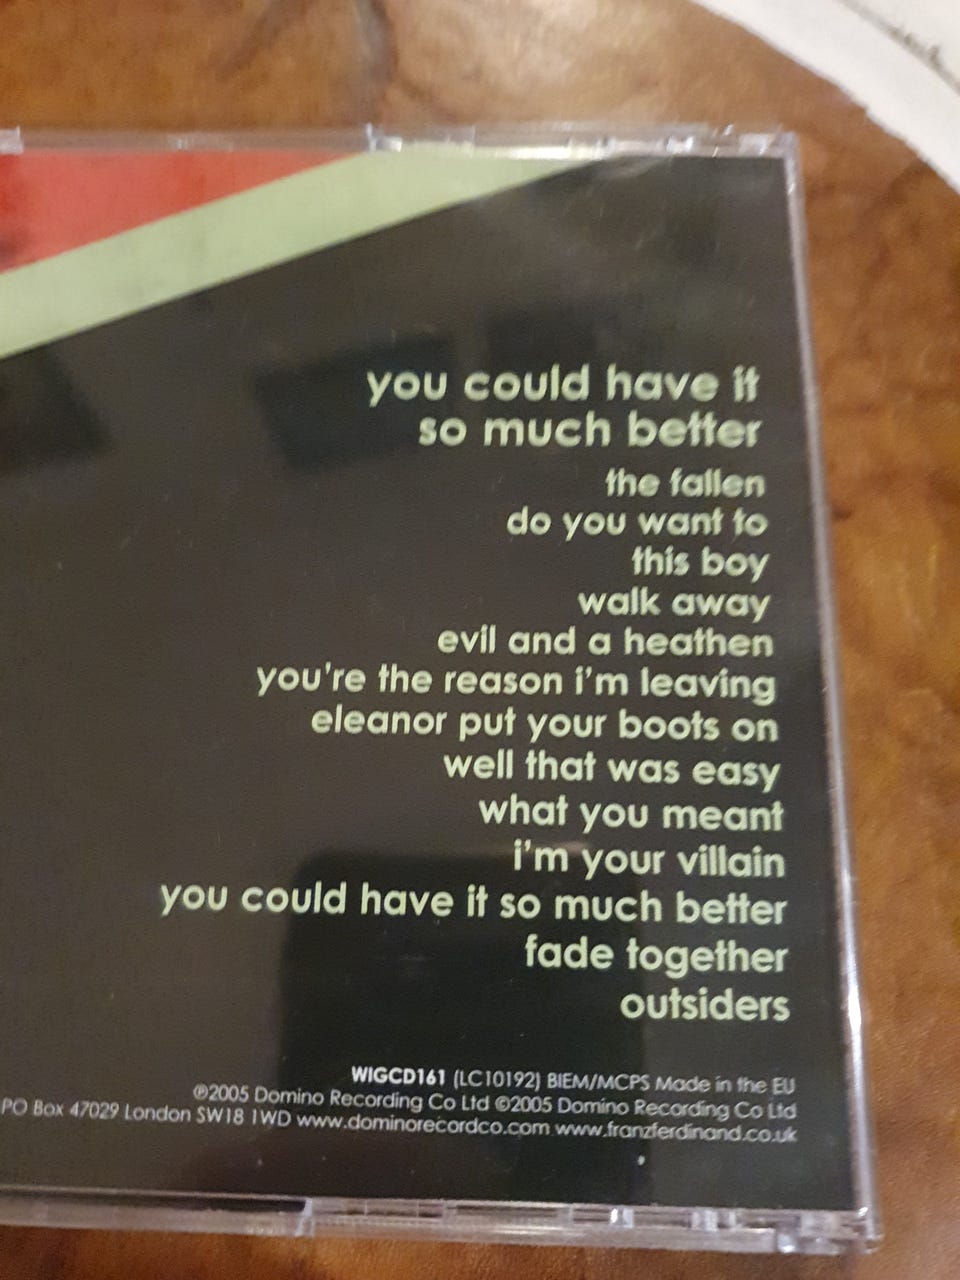 you could have it
so much better
the fallen
do you want to
this boy
walk away
evil and a heathen
you're the reason i'm leaving
eleanor put your boots on
well that was easy
what you meant
i'm your villain
you could have it so much better
fade together
outsiders
WIGCD161 (LC10192) BIEM/MCPS Made in the EU
℗2005 Domino Recording Co Ltd ©2005 Domino Recording Co Ltd
PO Box 47029 London SW18 1WD www.dominorecordco.com www.franzferdinand.co.uk